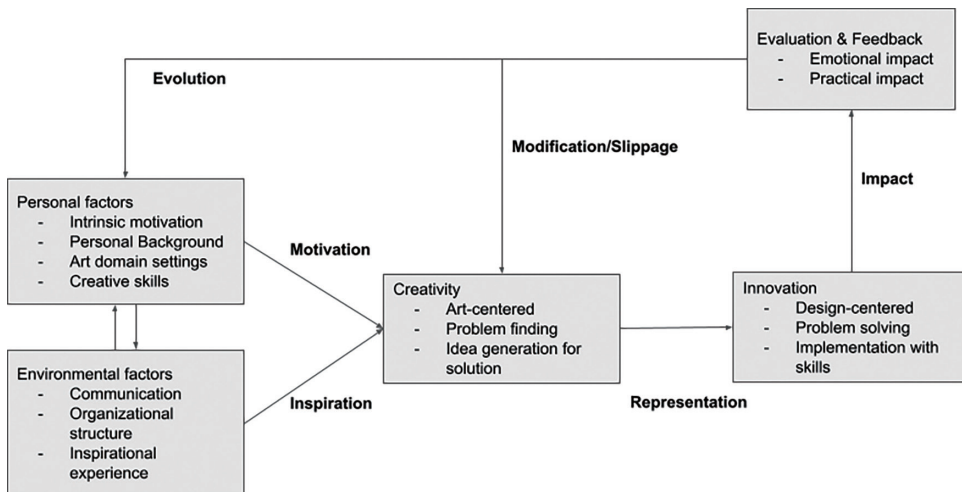 Evaluation & Feedback
- Emotional impact
- Practical impact
Evolution
Modification/Slippage
Impact
Personal factors
- Intrinsic motivation
- Personal Background
- Art domain settings
- Creative skills
Motivation
Creativity
- Art-centered
- Problem finding
- Idea generation for
solution
Innovation
- Design-centered
- Problem solving
- Implementation with
skills
Environmental factors
- Communication
- Organizational
structure
- Inspirational
experience
Inspiration
Representation